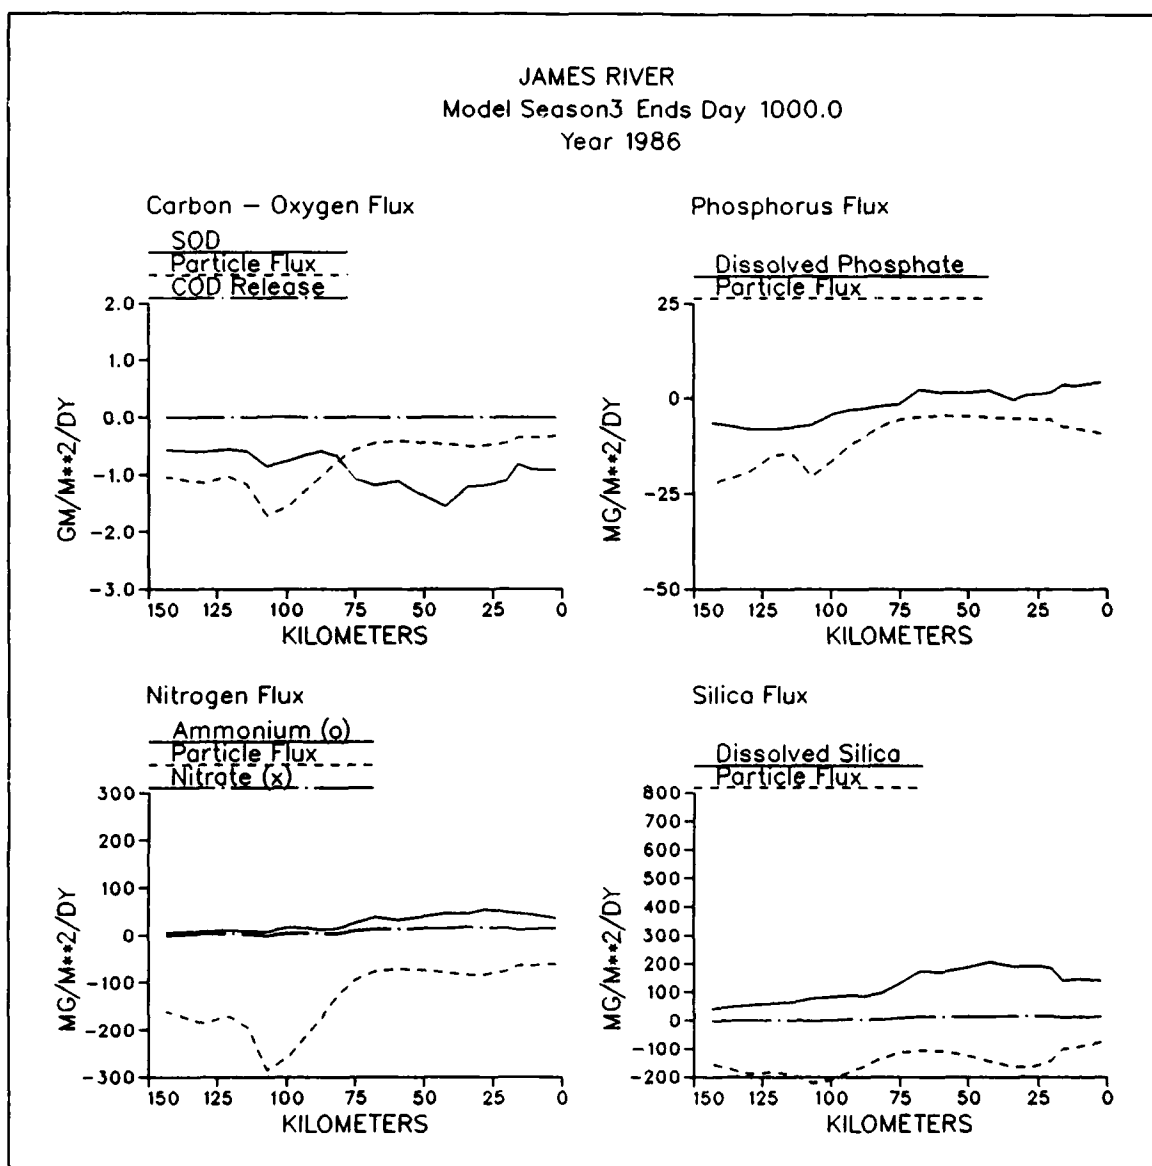 JAMES RIVER
Model Season3 Ends Day 1000.0
Year 1986
Carbon – Oxygen Flux
SOD
Particle Flux
COD Release
2.0
1.0
0.0
-1.0
-2.0
-3.0
GM/M**2/DY
150 125 100 75 50 25 0
KILOMETERS
Phosphorus Flux
Dissolved Phosphate
Particle Flux
25
0
-25
-50
MG/M**2/DY
150 125 100 75 50 25 0
KILOMETERS
Nitrogen Flux
Ammonium (o)
Particle Flux
Nitrate (x)
300
200
100
0
-100
-200
-300
MG/M**2/DY
150 125 100 75 50 25 0
KILOMETERS
Silica Flux
Dissolved Silica
Particle Flux
800
700
600
500
400
300
200
100
0
-100
-200
MG/M**2/DY
150 125 100 75 50 25 0
KILOMETERS